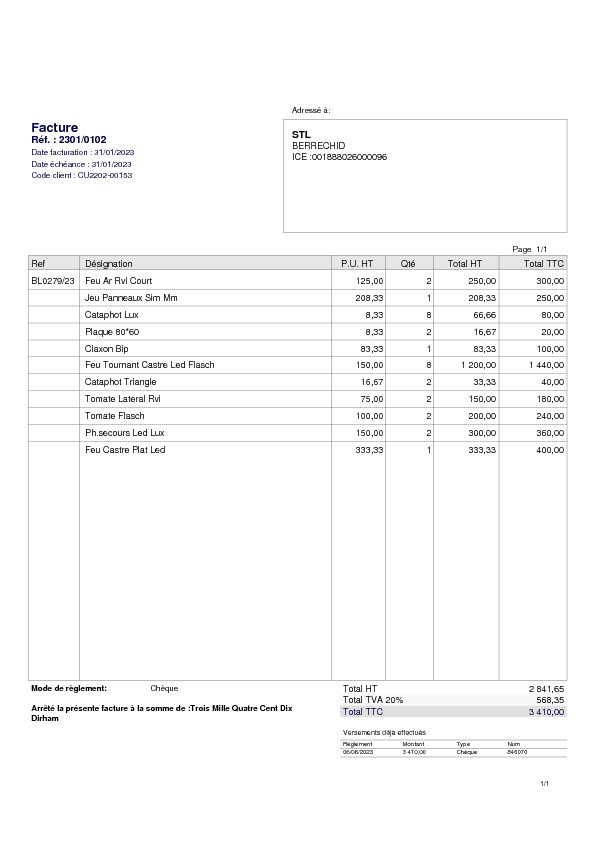 Adressé à:
Facture
Réf. : 2301/0102
Date facturation : 31/01/2023
Date échéance : 31/01/2023
Code client : CU2202-00153
STL
BERRECHID
ICE :001888026000096
Page 1/1
Ref Désignation P.U. HT Qté Total HT Total TTC
BL0279/23 Feu Ar Rvi Court 125,00 2 250,00 300,00
Jeu Panneaux Sim Mm 208,33 1 208,33 250,00
Cataphot Lux 8,33 8 66,66 80,00
Plaque 80*60 8,33 2 16,67 20,00
Claxon Bip 83,33 1 83,33 100,00
Feu Tournant Castre Led Flasch 150,00 8 1 200,00 1 440,00
Cataphot Triangle 16,67 2 33,33 40,00
Tomate Lateral Rvi 75,00 2 150,00 180,00
Tomate Flasch 100,00 2 200,00 240,00
Ph.secours Led Lux 150,00 2 300,00 360,00
Feu Castre Plat Led 333,33 1 333,33 400,00
Mode de règlement: Chèque
Total HT 2 841,65
Total TVA 20% 568,35
Total TTC 3 410,00
Arrêté la présente facture à la somme de :Trois Mille Quatre Cent Dix
Dirham
Versements déjà effectués
Règlement Montant Type Num
06/06/2023 3 410,00 Chèque 846070
1/1